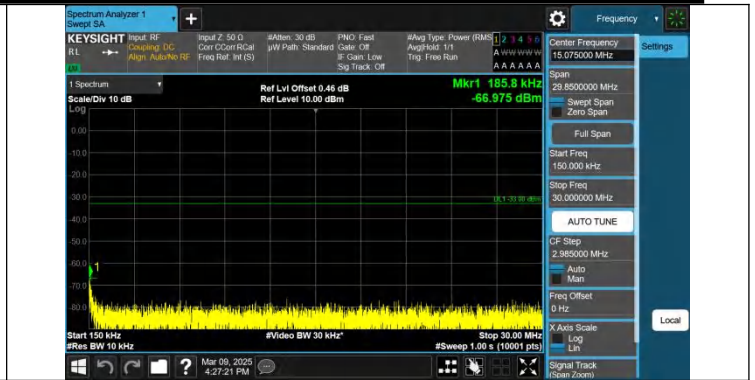 Spectrum Analyzer 1
Swept SA
+
Frequency
KEYSIGHT
RL
Input: RF
Coupling: DC
Align: Auto/No RF
Input Z: 50 Ω
Corr CCorr RCal
Freq Ref: Int (S)
#Atten: 30 dB
µW Path: Standard
PNO: Fast
Gate: Off
IF Gain: Low
Sig Track: Off
#Avg Type: Power (RMS
Avg|Hold: 1/1
Trig: Free Run
1 2 3 4 5 6
A W W W W W
A A A A A A
1 Spectrum
Scale/Div 10 dB
Log
Ref Lvl Offset 0.46 dB
Ref Level 10.00 dBm
Mkr1 185.8 kHz
-66.975 dBm
0.00
-10.0
-20.0
-30.0
-40.0
-50.0
-60.0
-70.0
-80.0
DL1 -33.00 dBm
1
Start 150 kHz
#Res BW 10 kHz
#Video BW 30 kHz*
Stop 30.00 MHz
#Sweep 1.00 s (10001 pts)
Center Frequency
15.075000 MHz
Settings
Span
29.8500000 MHz
Swept Span
Zero Span
Full Span
Start Freq
150.000 kHz
Stop Freq
30.000000 MHz
AUTO TUNE
CF Step
2.985000 MHz
Auto
Man
Freq Offset
0 Hz
X Axis Scale
Log
Lin
Local
Signal Track
(Span Zoom)
?
Mar 09, 2025
4:27:21 PM